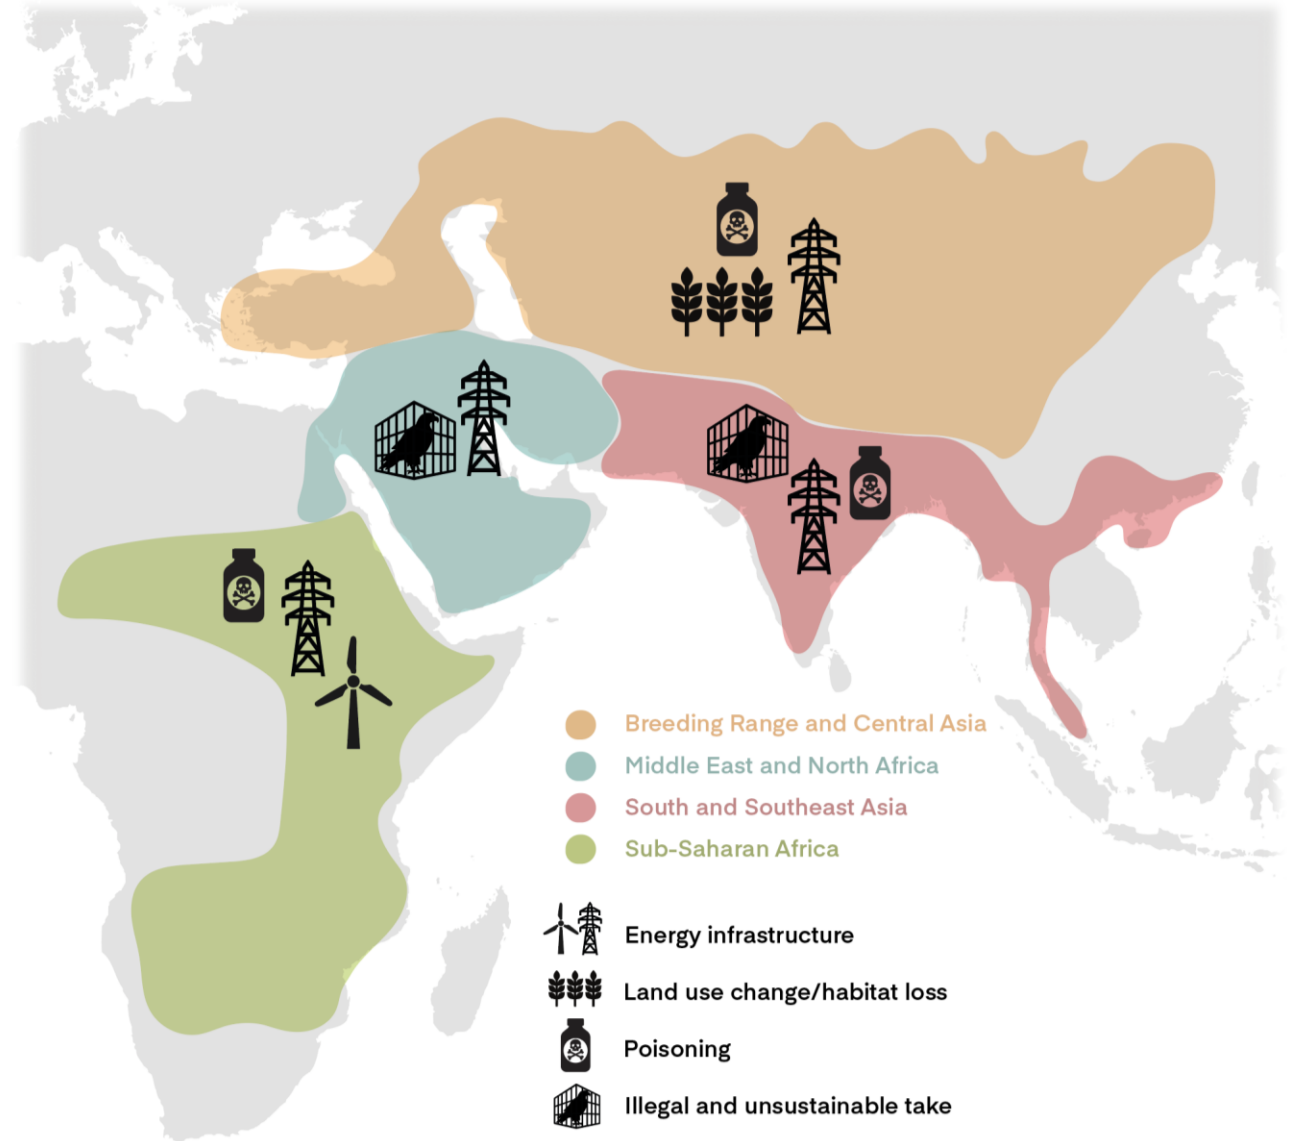 Breeding Range and Central Asia
Middle East and North Africa
South and Southeast Asia
Sub-Saharan Africa
Energy infrastructure
Land use change/habitat loss
Poisoning
Illegal and unsustainable take